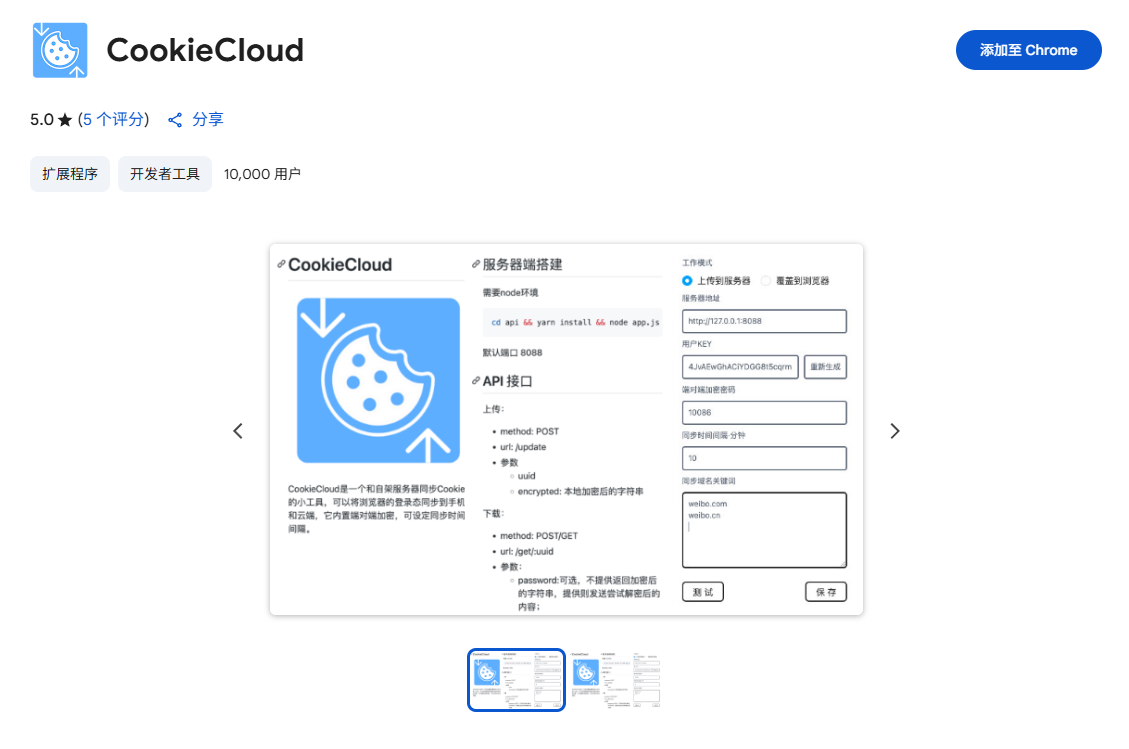 CookieCloud
添加至 Chrome
5.0 ★ (5 个评分) 分享
扩展程序 开发者工具 10,000 用户
CookieCloud
CookieCloud是一个和自架服务器同步Cookie
的小工具，可以将浏览器的登录态同步到手机
和云端，它内置端对端加密，可设定同步时间
间隔。
服务器端搭建
需要node环境
cd api && yarn install && node app.js
默认端口 8088
API 接口
上传：
• method: POST
• url: /update
• 参数
○ uuid
○ encrypted: 本地加密后的字符串
下载：
• method: POST/GET
• url: /get/:uuid
• 参数：
○ password:可选，不提供返回加密后
的字符串，提供则发送尝试解密后的
内容；
工作模式
上传到服务器 覆盖到浏览器
服务器地址
http://127.0.0.1:8088
用户KEY
重新生成
端对端加密密码
10086
同步时间间隔·分钟
10
同步域名关键词
weibo.com
weibo.cn
测试 保存